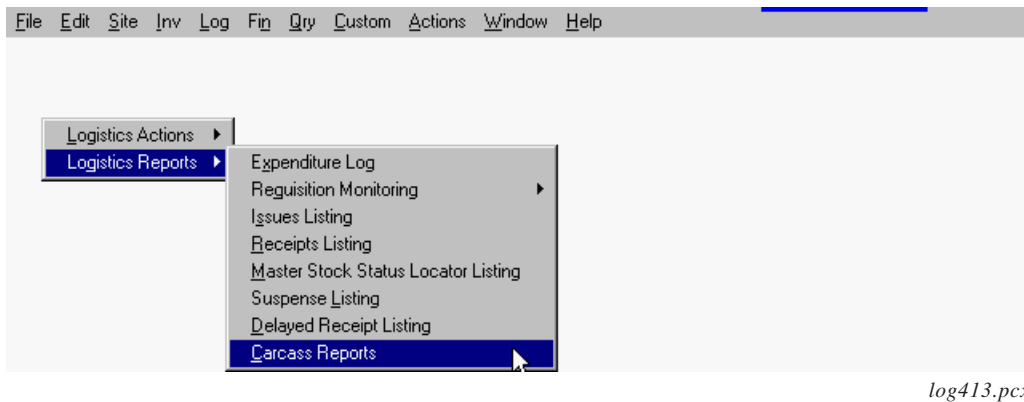 File Edit Site Inv Log Fin Qry Custom Actions Window Help
Logistics Actions
Logistics Reports
Expenditure Log
Requisition Monitoring
Issues Listing
Receipts Listing
Master Stock Status Locator Listing
Suspense Listing
Delayed Receipt Listing
Carcass Reports
log413.pcx